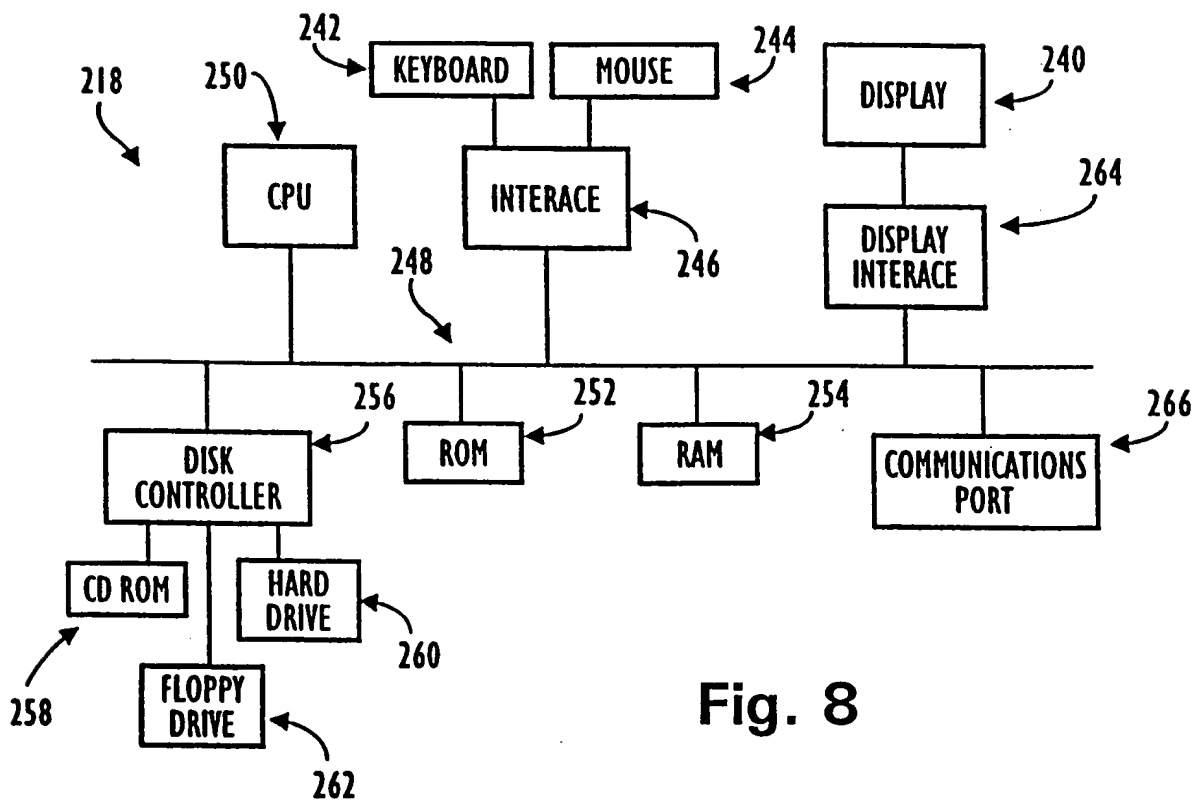 242
KEYBOARD
MOUSE
244
218
250
DISPLAY
240
CPU
INTERACE
246
264
DISPLAY
INTERACE
248
256
252
254
266
DISK
CONTROLLER
ROM
RAM
COMMUNICATIONS
PORT
CD ROM
HARD
DRIVE
258
260
FLOPPY
DRIVE
262
Fig. 8